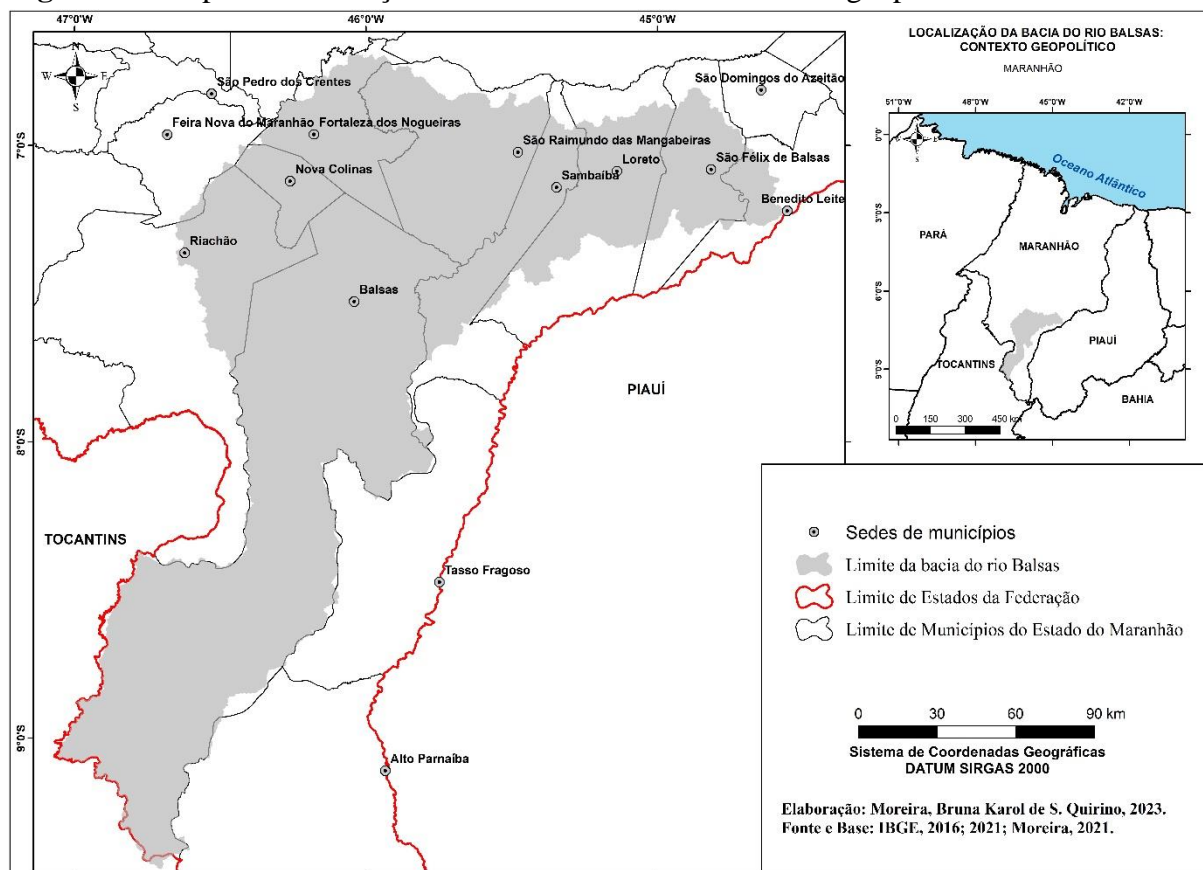 47°0'W
46°0'W
45°0'W
N
W
E
S
São Pedro dos Crentes
São Domingos do Azeitão
Feira Nova do Maranhão
Fortaleza dos Nogueiras
7°0'S
São Raimundo das Mangabeiras
Loreto
São Félix de Balsas
Nova Colinas
Sambaíba
Benedito Leite
Riachão
Balsas
PIAUÍ
8°0'S
TOCANTINS
Tasso Fragoso
9°0'S
Alto Parnaíba
LOCALIZAÇÃO DA BACIA DO RIO BALSAS:
CONTEXTO GEOPOLÍTICO
MARANHÃO
51°0'W
48°0'W
45°0'W
42°0'W
0°0'
N
W
E
S
Oceano Atlântico
3°0'S
PARÁ
MARANHÃO
6°0'S
PIAUÍ
9°0'S
TOCANTINS
BAHIA
0 150 300 450 km
Sedes de municípios
Limite da bacia do rio Balsas
Limite de Estados da Federação
Limite de Municípios do Estado do Maranhão
0 30 60 90 km
Sistema de Coordenadas Geográficas
DATUM SIRGAS 2000
Elaboração: Moreira, Bruna Karol de S. Quirino, 2023.
Fonte e Base: IBGE, 2016; 2021; Moreira, 2021.